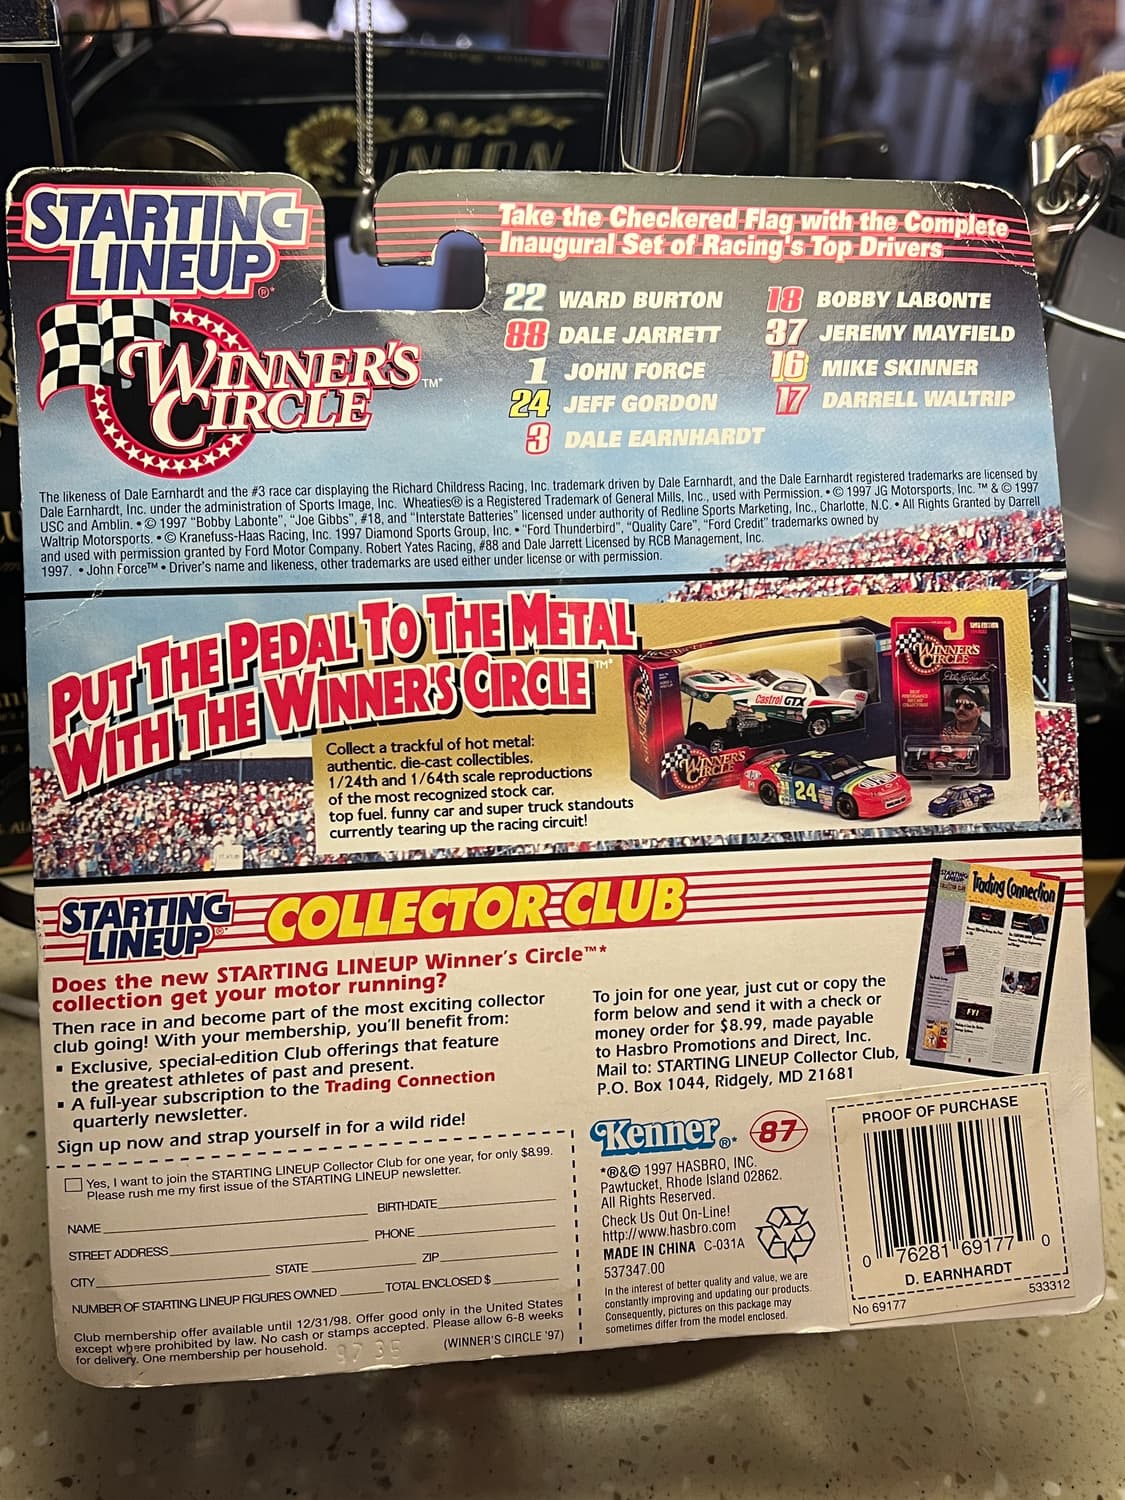 UNION
STARTING
LINEUP®*
WINNER'S
CIRCLE™*
Take the Checkered Flag with the Complete
Inaugural Set of Racing's Top Drivers
22 WARD BURTON
88 DALE JARRETT
1 JOHN FORCE
24 JEFF GORDON
3 DALE EARNHARDT
18 BOBBY LABONTE
37 JEREMY MAYFIELD
16 MIKE SKINNER
17 DARRELL WALTRIP
The likeness of Dale Earnhardt and the #3 race car displaying the Richard Childress Racing, Inc. trademark driven by Dale Earnhardt, and the Dale Earnhardt registered trademarks are licensed by
Dale Earnhardt, Inc. under the administration of Sports Image, Inc. Wheaties® is a Registered Trademark of General Mills, Inc., used with Permission. • © 1997 JG Motorsports, Inc. ™ & © 1997
USC and Amblin. • © 1997 "Bobby Labonte", "Joe Gibbs", #18, and "Interstate Batteries" licensed under authority of Redline Sports Marketing, Inc., Charlotte, N.C. • All Rights Granted by Darrell
Waltrip Motorsports. • © Kranefuss-Haas Racing, Inc. 1997 Diamond Sports Group, Inc. • "Ford Thunderbird", "Quality Care", "Ford Credit" trademarks owned by
and used with permission granted by Ford Motor Company. Robert Yates Racing, #88 and Dale Jarrett Licensed by RCB Management, Inc.
1997. • John Force™ • Driver's name and likeness, other trademarks are used either under license or with permission.
PUT THE PEDAL TO THE METAL
WITH THE WINNER'S CIRCLE™*
Collect a trackful of hot metal:
authentic. die-cast collectibles.
1/24th and 1/64th scale reproductions
of the most recognized stock car.
top fuel. funny car and super truck standouts
currently tearing up the racing circuit!
Castrol GTX
WINNER'S
CIRCLE
24
WINNER'S
CIRCLE
STARTING
LINEUP®*
COLLECTOR CLUB
Does the new STARTING LINEUP Winner's Circle™*
collection get your motor running?
Then race in and become part of the most exciting collector
club going! With your membership, you'll benefit from:
▪ Exclusive, special-edition Club offerings that feature
the greatest athletes of past and present.
▪ A full-year subscription to the Trading Connection
quarterly newsletter.
Sign up now and strap yourself in for a wild ride!
To join for one year, just cut or copy the
form below and send it with a check or
money order for $8.99, made payable
to Hasbro Promotions and Direct, Inc.
Mail to: STARTING LINEUP Collector Club,
P.O. Box 1044, Ridgely, MD 21681
STARTING
LINEUP
Trading Connection
FYI
Yes, I want to join the STARTING LINEUP Collector Club for one year, for only $8.99.
Please rush me my first issue of the STARTING LINEUP newsletter.
NAME BIRTHDATE
STREET ADDRESS PHONE
CITY STATE ZIP
NUMBER OF STARTING LINEUP FIGURES OWNED TOTAL ENCLOSED $
Club membership offer available until 12/31/98. Offer good only in the United States
except where prohibited by law. No cash or stamps accepted. Please allow 6-8 weeks
for delivery. One membership per household.
(WINNER'S CIRCLE '97)
Kenner®* 87
*®&© 1997 HASBRO, INC.
Pawtucket, Rhode Island 02862.
All Rights Reserved.
Check Us Out On-Line!
http://www.hasbro.com
MADE IN CHINA C-031A
537347.00
In the interest of better quality and value, we are
constantly improving and updating our products.
Consequently, pictures on this package may
sometimes differ from the model enclosed.
PROOF OF PURCHASE
0 76281 69177 0
D. EARNHARDT
No 69177 533312